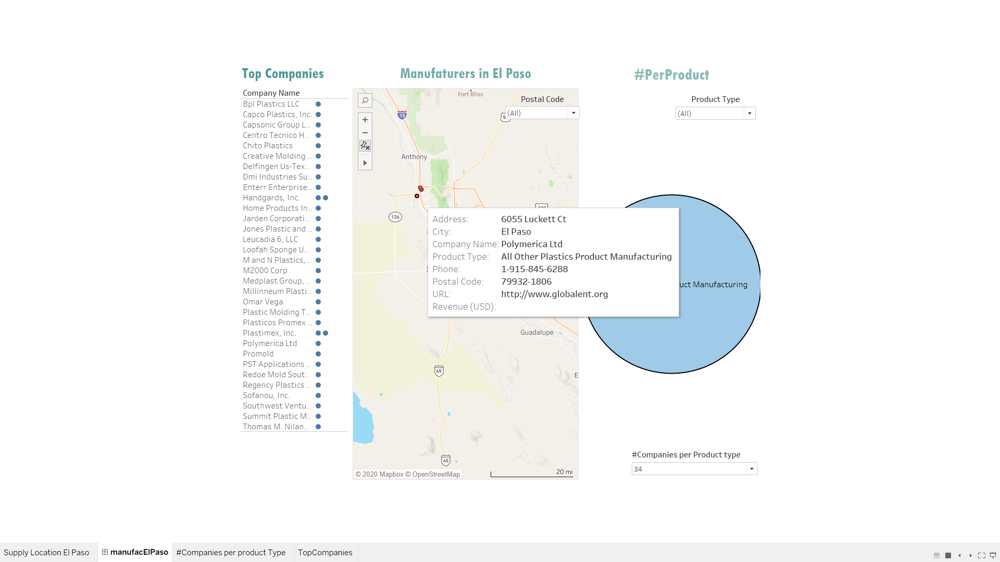 Top Companies
Manufaturers in El Paso
#PerProduct
Company Name
Bpl Plastics LLC
Capco Plastics, Inc.
Capsonic Group L..
Centro Tecnico H..
Chito Plastics
Creative Molding ..
Delfingen Us-Tex..
Dmi Industries Su..
Enterr Enterprise..
Handgards, Inc.
Home Products In..
Jarden Corporati..
Jones Plastic and ..
Leucadia 6, LLC
Loofah Sponge U..
M and N Plastics, ..
M2000 Corp
Medplast Group, ..
Millinneum Plasti..
Omar Vega
Plastic Molding T..
Plasticos Promex ..
Plastimex, Inc.
Polymerica Ltd
Promold
PST Applications ..
Redoe Mold Sout..
Regency Plastics ..
Sofanou, Inc.
Southwest Ventu..
Summit Plastic M..
Thomas M. Nilan..
Fort Bliss
Postal Code
(All)
10
Anthony
136
Address: 6055 Luckett Ct
City: El Paso
Company Name: Polymerica Ltd
Product Type: All Other Plastics Product Manufacturing
Phone: 1-915-845-6288
Postal Code: 79932-1806
URL: http://www.globalent.org
Revenue (USD):
Guadalupe
E
45
45
20 mi
© 2020 Mapbox © OpenStreetMap
Product Type
(All)
uct Manufacturing
#Companies per Product type
34
Supply Location El Paso
manufacElPaso
#Companies per product Type
TopCompanies